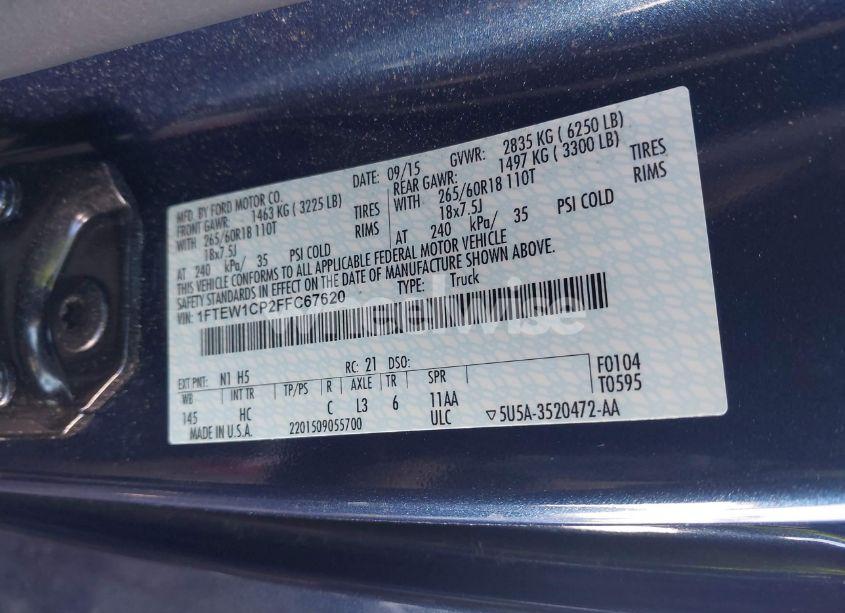 MFD. BY FORD MOTOR CO.
DATE: 09/15 GVWR: 2835 KG ( 6250 LB)
FRONT GAWR: 1463 KG ( 3225 LB) REAR GAWR: 1497 KG ( 3300 LB)
WITH 265/60R18 110T TIRES WITH 265/60R18 110T TIRES
18x7.5J RIMS 18x7.5J RIMS
AT 240 kPa/ 35 PSI COLD AT 240 kPa/ 35 PSI COLD
THIS VEHICLE CONFORMS TO ALL APPLICABLE FEDERAL MOTOR VEHICLE
SAFETY STANDARDS IN EFFECT ON THE DATE OF MANUFACTURE SHOWN ABOVE.
VIN: 1FTEW1CP2FFC67620 TYPE: Truck
wheelwise
EXT PNT: N1 H5 RC: 21 DSO: F0104
WB INT TR TP/PS R AXLE TR SPR T0595
145 HC C L3 6 11AA
ULC ▽5U5A-3520472-AA
MADE IN U.S.A. 2201509055700